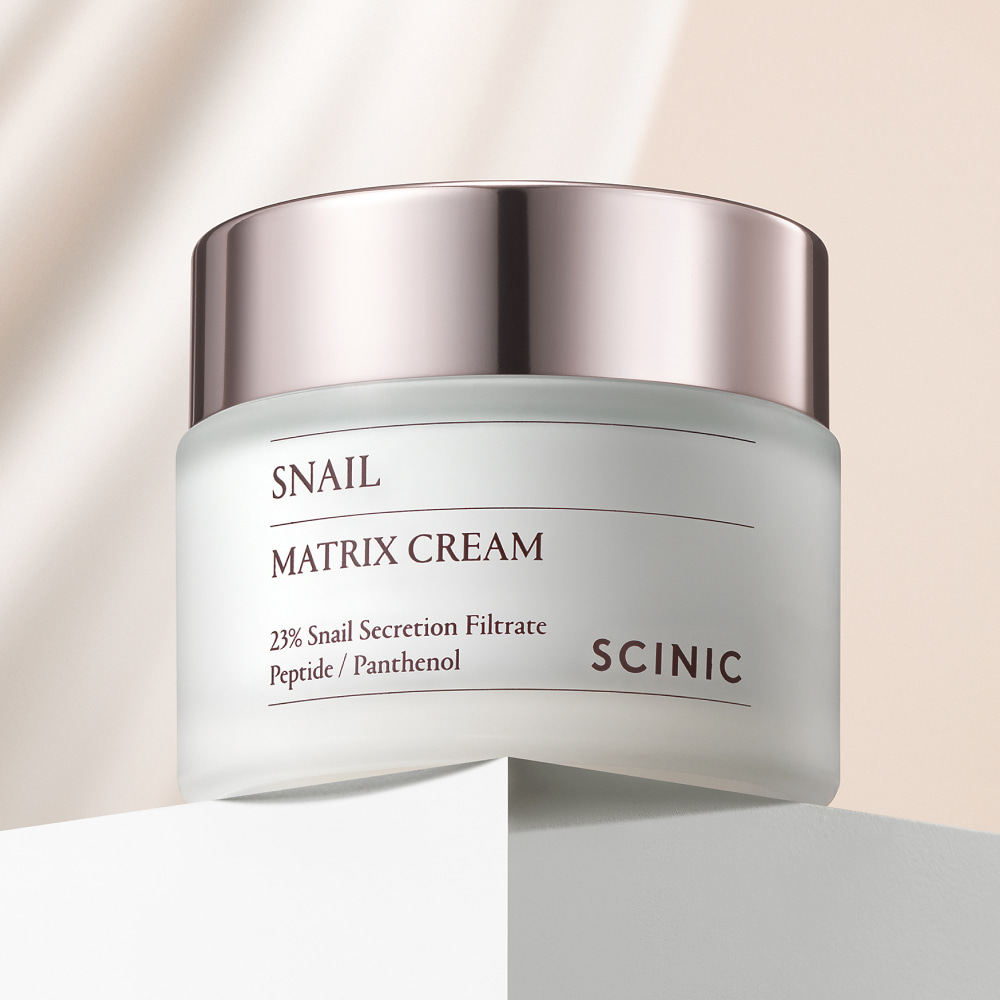 SNAIL
MATRIX CREAM
23% Snail Secretion Filtrate
Peptide / Panthenol
SCINIC